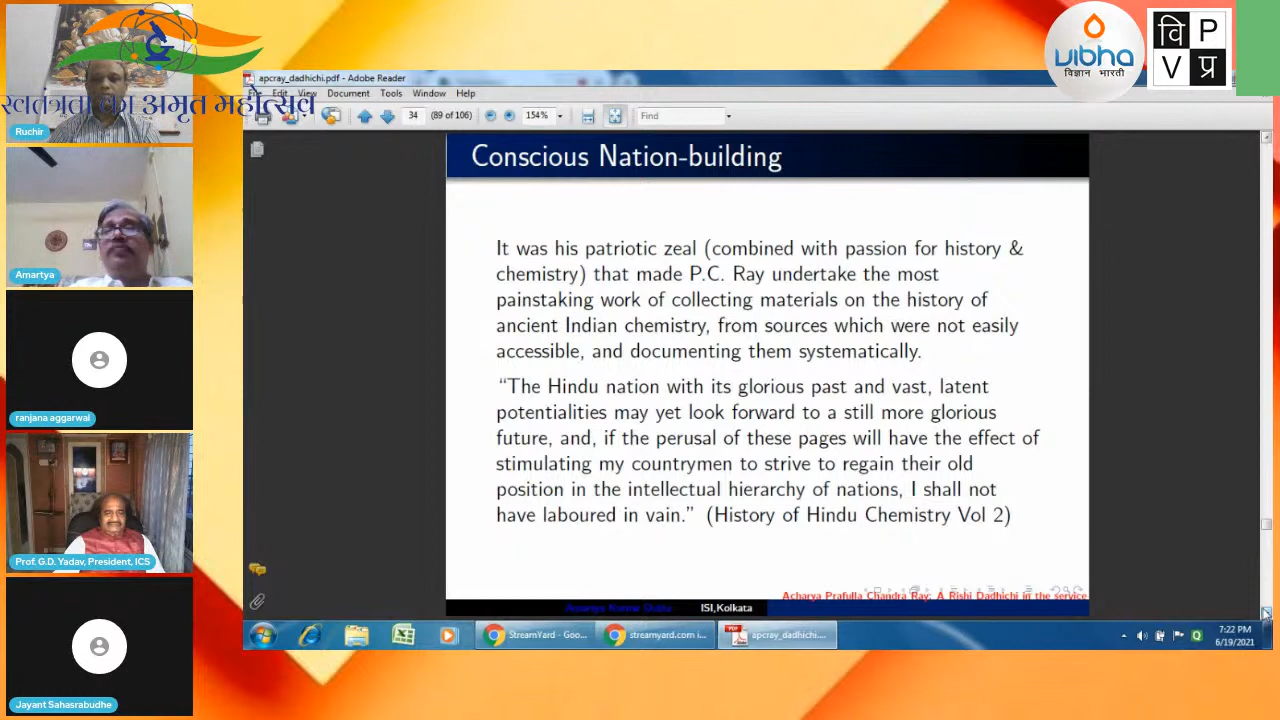 स्वतंत्रता का अमृत महोत्सव
Ruchir
Amartya
ranjana aggarwal
Prof. G.D. Yadav, President, ICS
Jayant Sahasrabudhe
vibha
विज्ञान भारती
वि P
V प्र
apcray_dadhichi.pdf - Adobe Reader
Edit View Document Tools Window Help
34 (89 of 106) 154% Find
Conscious Nation-building
It was his patriotic zeal (combined with passion for history &
chemistry) that made P.C. Ray undertake the most
painstaking work of collecting materials on the history of
ancient Indian chemistry, from sources which were not easily
accessible, and documenting them systematically.
“The Hindu nation with its glorious past and vast, latent
potentialities may yet look forward to a still more glorious
future, and, if the perusal of these pages will have the effect of
stimulating my countrymen to strive to regain their old
position in the intellectual hierarchy of nations, I shall not
have laboured in vain.” (History of Hindu Chemistry Vol 2)
Acharya Prafulla Chandra Ray: A Rishi Dadhichi in the service
ISI,Kolkata
StreamYard - Goo...
streamyard.com i...
apcray_dadhichi....
7:22 PM
6/19/2021